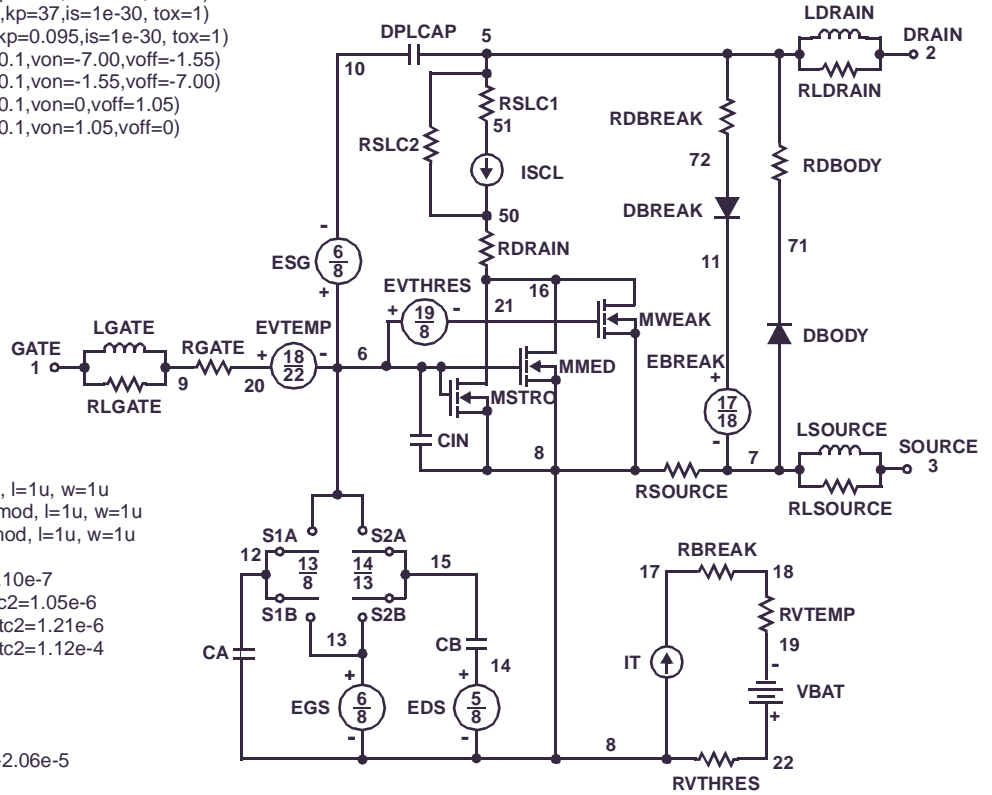 ,kp=37,is=1e-30, tox=1)
kp=0.095,is=1e-30, tox=1)
0.1,von=-7.00,voff=-1.55)
0.1,von=-1.55,voff=-7.00)
0.1,von=0,voff=1.05)
0.1,von=1.05,voff=0)
DPLCAP
5
10
LDRAIN
DRAIN
2
RLDRAIN
RSLC1
51
RSLC2
ISCL
50
RDRAIN
RDBREAK
72
DBREAK
11
RDBODY
71
DBODY
-
ESG
6
8
+
EVTHRES
+
19
8
-
21
16
MWEAK
MMED
MSTRO
EBREAK
+
17
18
-
LGATE
GATE
1
RLGATE
9
RGATE
20
EVTEMP
+
18
22
-
6
CIN
8
RSOURCE
7
LSOURCE
SOURCE
3
RLSOURCE
, l=1u, w=1u
mod, l=1u, w=1u
nod, l=1u, w=1u
.10e-7
c2=1.05e-6
tc2=1.21e-6
tc2=1.12e-4
2.06e-5
S1A
S2A
12
13
8
14
13
15
S1B
S2B
13
CA
CB
14
+
EGS
6
8
-
+
EDS
5
8
-
8
RBREAK
17
18
RVTEMP
19
IT
-
VBAT
+
22
RVTHRES